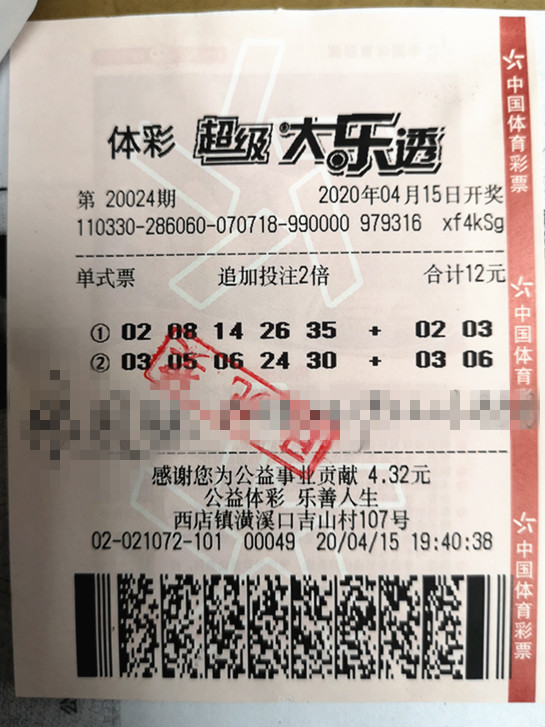 体彩 超级大乐透
第 20024期 2020年04月15日开奖
110330-286060-070718-990000 979316 xf4kSg
单式票 追加投注2倍 合计12元
① 02 08 14 26 35 + 02 03
② 03 05 06 24 30 + 03 06
感谢您为公益事业贡献 4.32元
公益体彩 乐善人生
西店镇潢溪口吉山村107号
02-021072-101 00049 20/04/15 19:40:38
中国体育彩票
中国体育彩票
中国体育彩票